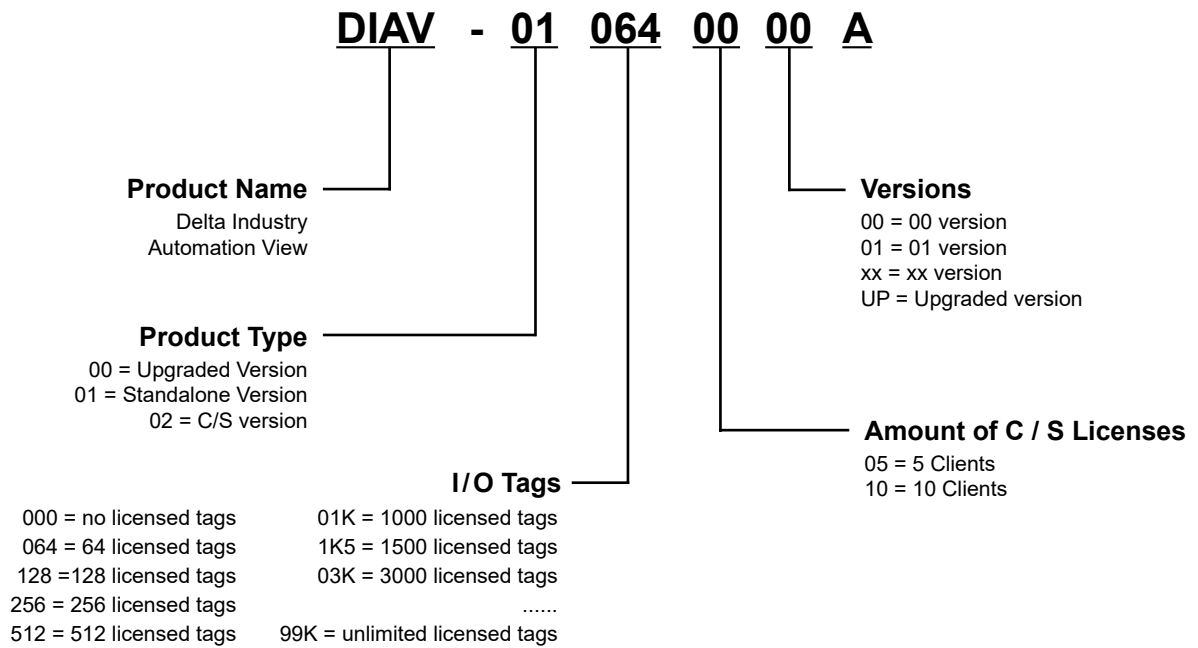 DIAV - 01 064 00 00 A
Product Name
Delta Industry
Automation View
Versions
00 = 00 version
01 = 01 version
xx = xx version
UP = Upgraded version
Product Type
00 = Upgraded Version
01 = Standalone Version
02 = C/S version
Amount of C / S Licenses
05 = 5 Clients
10 = 10 Clients
I/O Tags
000 = no licensed tags
064 = 64 licensed tags
128 =128 licensed tags
256 = 256 licensed tags
512 = 512 licensed tags
01K = 1000 licensed tags
1K5 = 1500 licensed tags
03K = 3000 licensed tags
......
99K = unlimited licensed tags